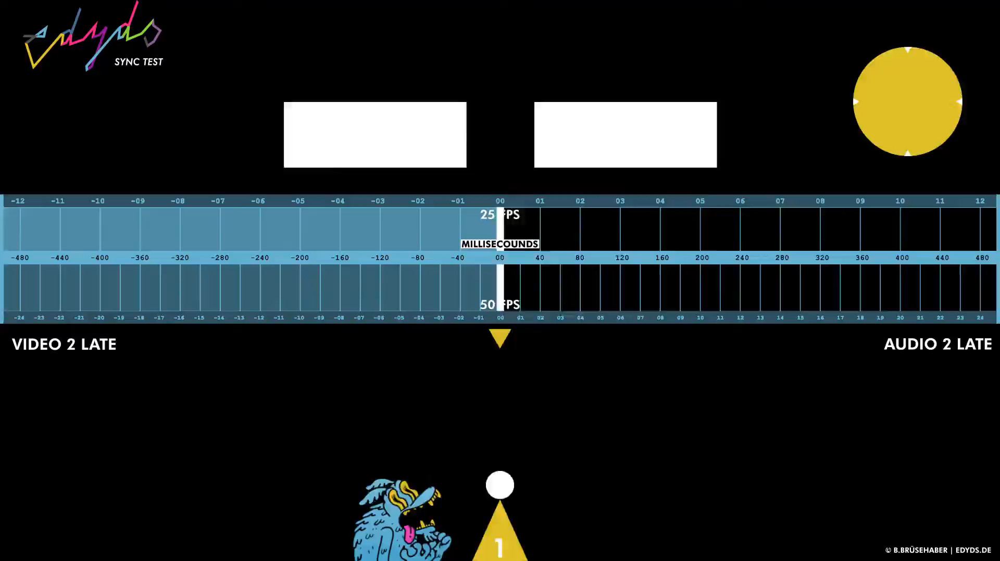 edyds
SYNC TEST
-12 -11 -10 -09 -08 -07 -06 -05 -04 -03 -02 -01 00 01 02 03 04 05 06 07 08 09 10 11 12
25 FPS
MILLISECOUNDS
-480 -440 -400 -360 -320 -280 -240 -200 -160 -120 -80 -40 00 40 80 120 160 200 240 280 320 360 400 440 480
50 FPS
-24 -23 -22 -21 -20 -19 -18 -17 -16 -15 -14 -13 -12 -11 -10 -09 -08 -07 -06 -05 -04 -03 -02 -01 00 01 02 03 04 05 06 07 08 09 10 11 12 13 14 15 16 17 18 19 20 21 22 23 24
VIDEO 2 LATE
AUDIO 2 LATE
1
© B.BRÜSEHABER | EDYDS.DE